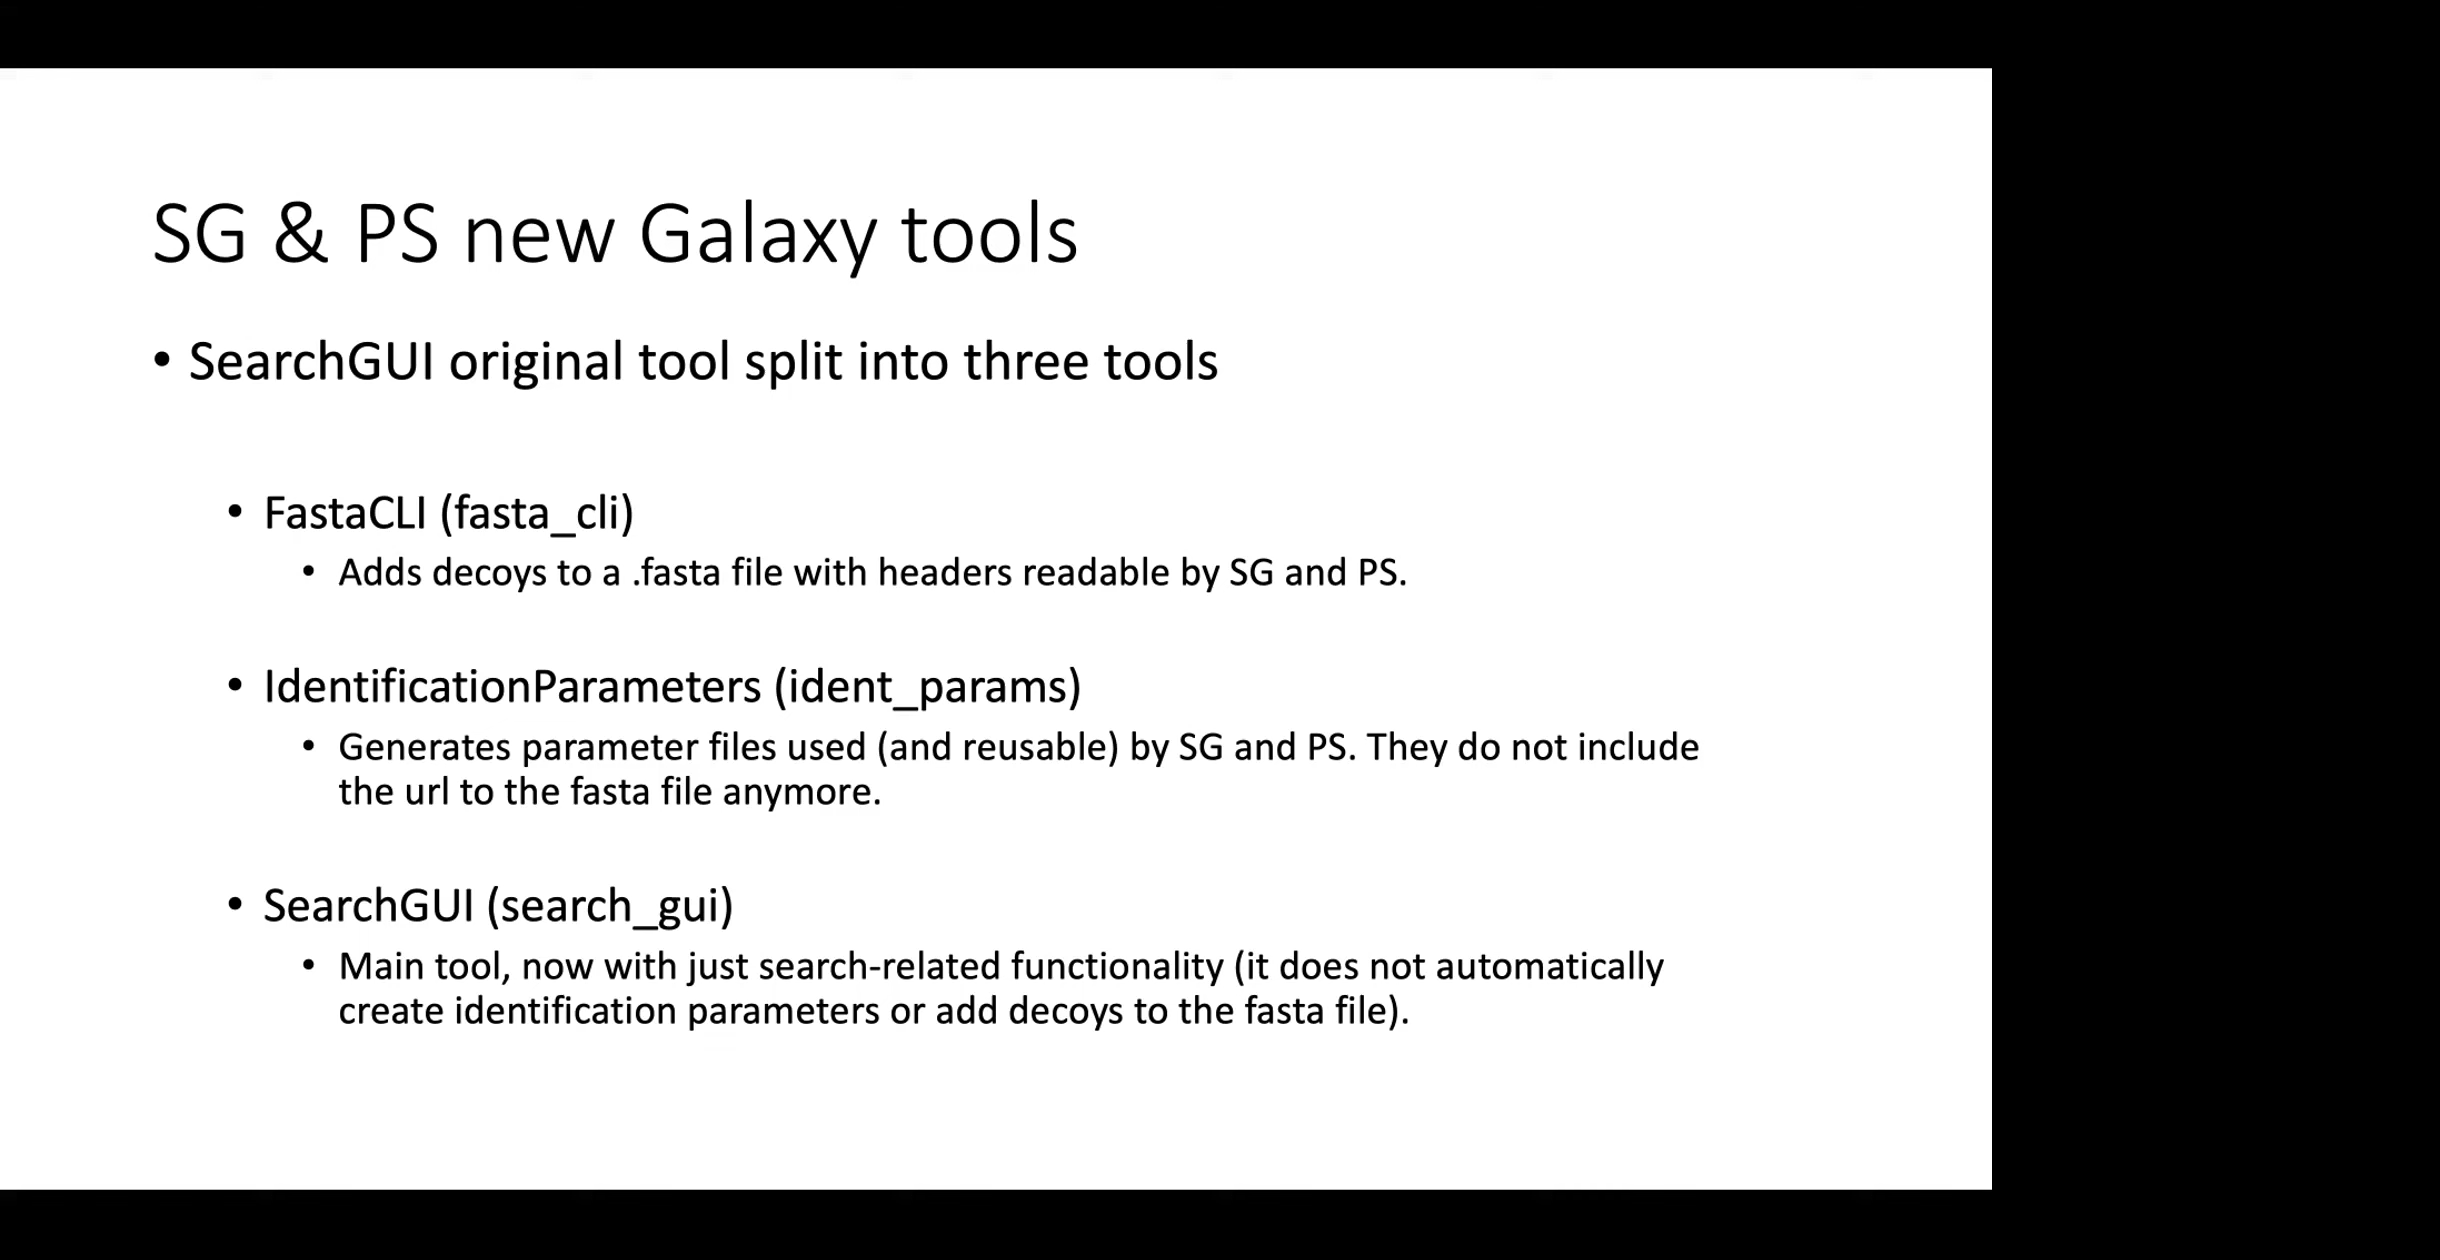 SG & PS new Galaxy tools
• SearchGUI original tool split into three tools
• FastaCLI (fasta_cli)
• Adds decoys to a .fasta file with headers readable by SG and PS.
• IdentificationParameters (ident_params)
• Generates parameter files used (and reusable) by SG and PS. They do not include
the url to the fasta file anymore.
• SearchGUI (search_gui)
• Main tool, now with just search-related functionality (it does not automatically
create identification parameters or add decoys to the fasta file).